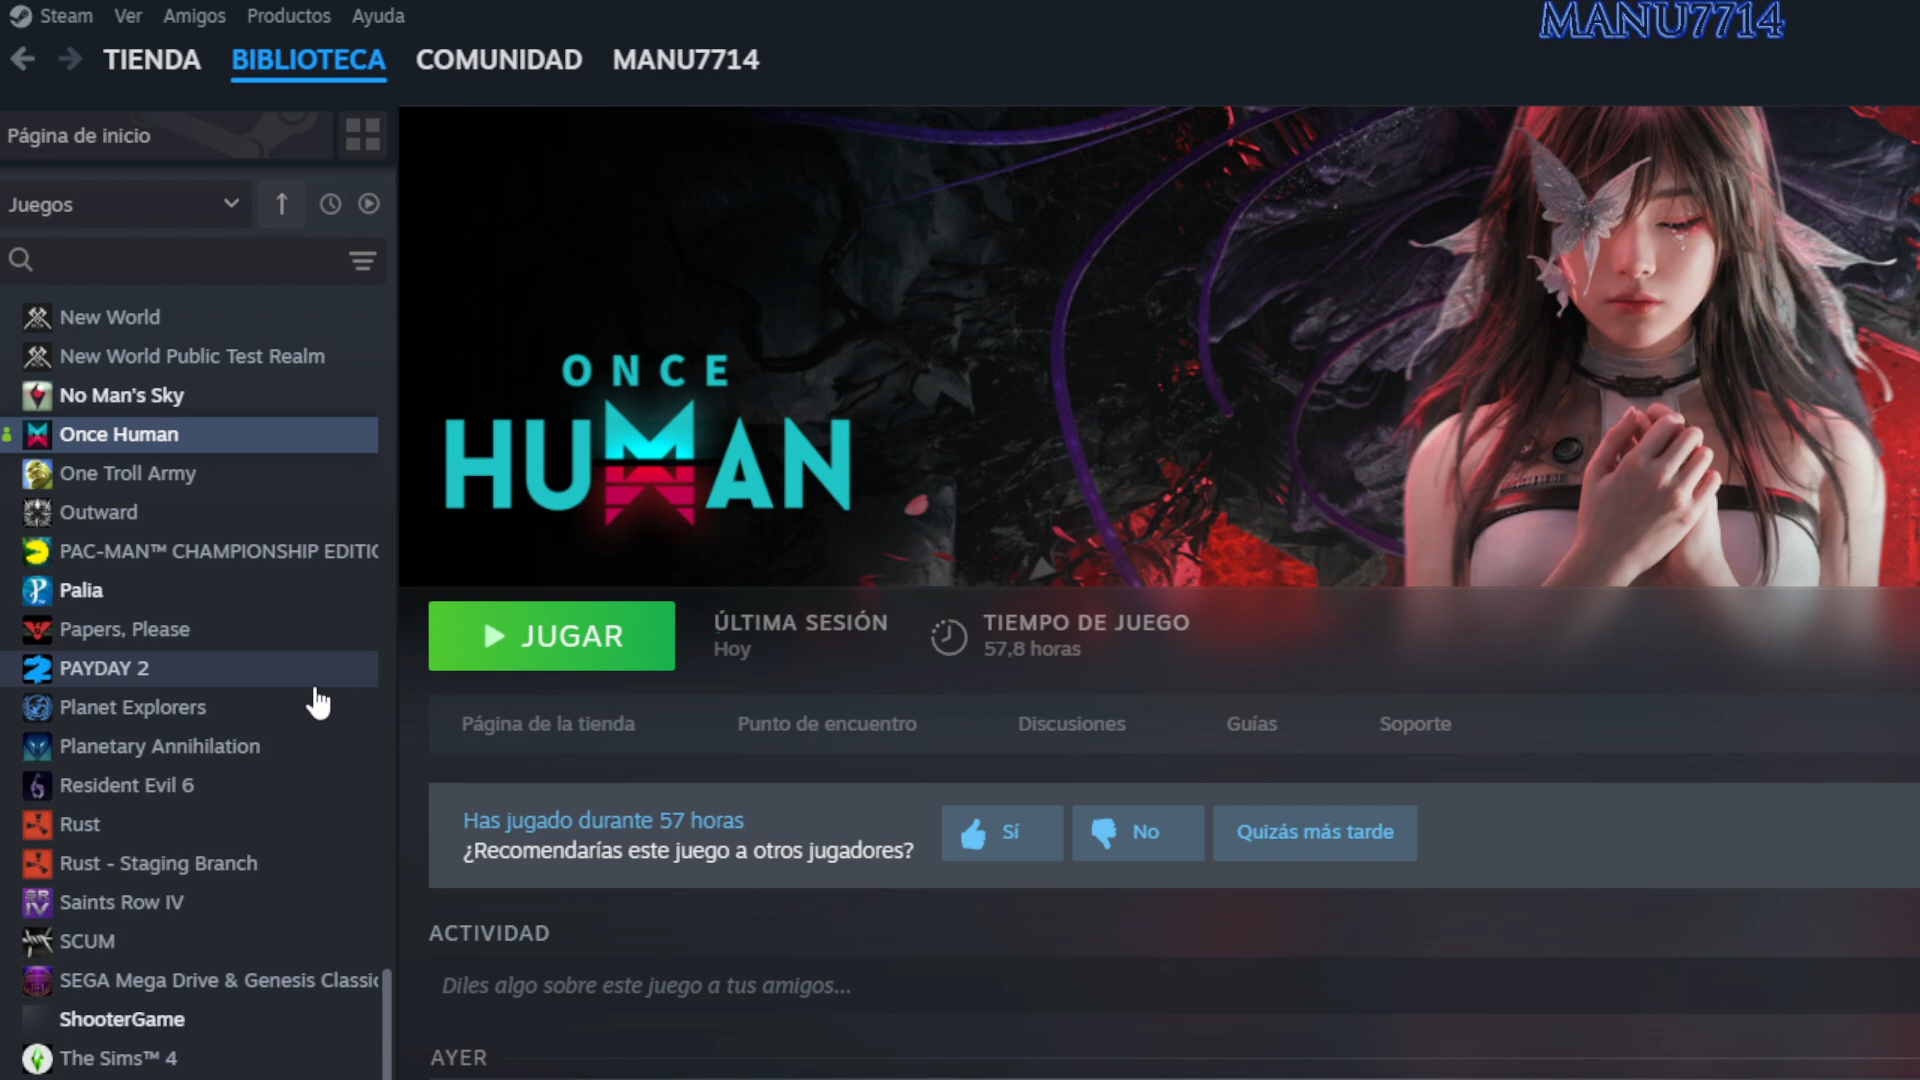 Steam Ver Amigos Productos Ayuda
MANU7714
TIENDA BIBLIOTECA COMUNIDAD MANU7714
Página de inicio
Juegos
New World
New World Public Test Realm
No Man's Sky
Once Human
One Troll Army
Outward
PAC-MAN™ CHAMPIONSHIP EDITIC
Palia
Papers, Please
PAYDAY 2
Planet Explorers
Planetary Annihilation
Resident Evil 6
Rust
Rust - Staging Branch
Saints Row IV
SCUM
SEGA Mega Drive & Genesis Classic
ShooterGame
The Sims™ 4
ONCE
HUMAN
JUGAR
ÚLTIMA SESIÓN
Hoy
TIEMPO DE JUEGO
57,8 horas
Página de la tienda Punto de encuentro Discusiones Guías Soporte
Has jugado durante 57 horas
¿Recomendarías este juego a otros jugadores?
Sí No Quizás más tarde
ACTIVIDAD
Diles algo sobre este juego a tus amigos...
AYER